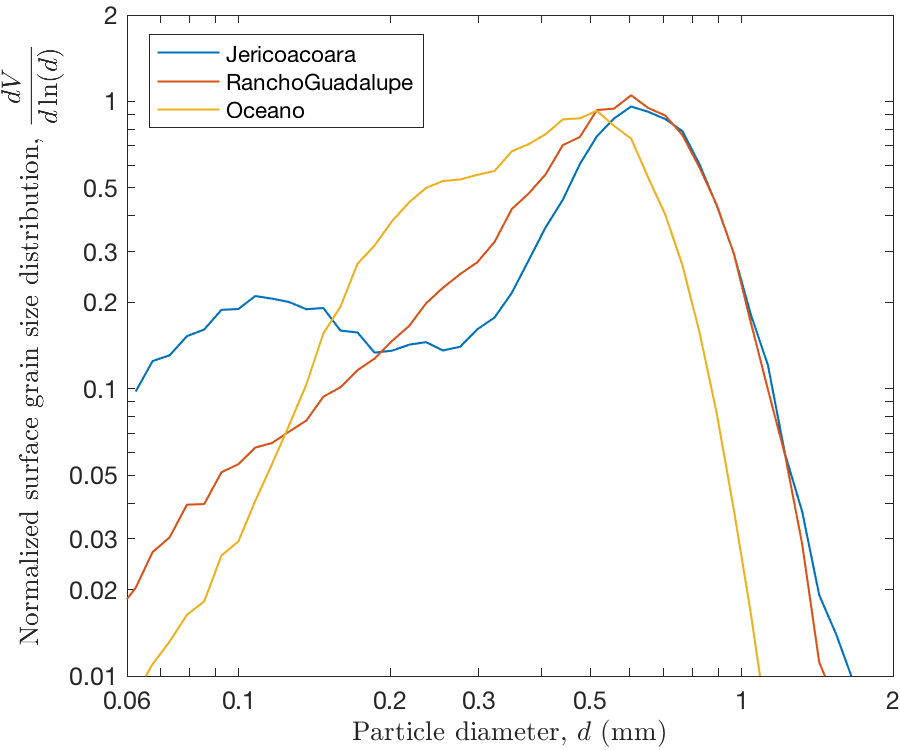 Normalized surface grain size distribution, dV/d ln(d)
2
1
0.5
0.3
0.2
0.1
0.05
0.03
0.02
0.01
Jericoacoara
RanchoGuadalupe
Oceano
0.06 0.1 0.2 0.3 0.5 1 2
Particle diameter, d (mm)